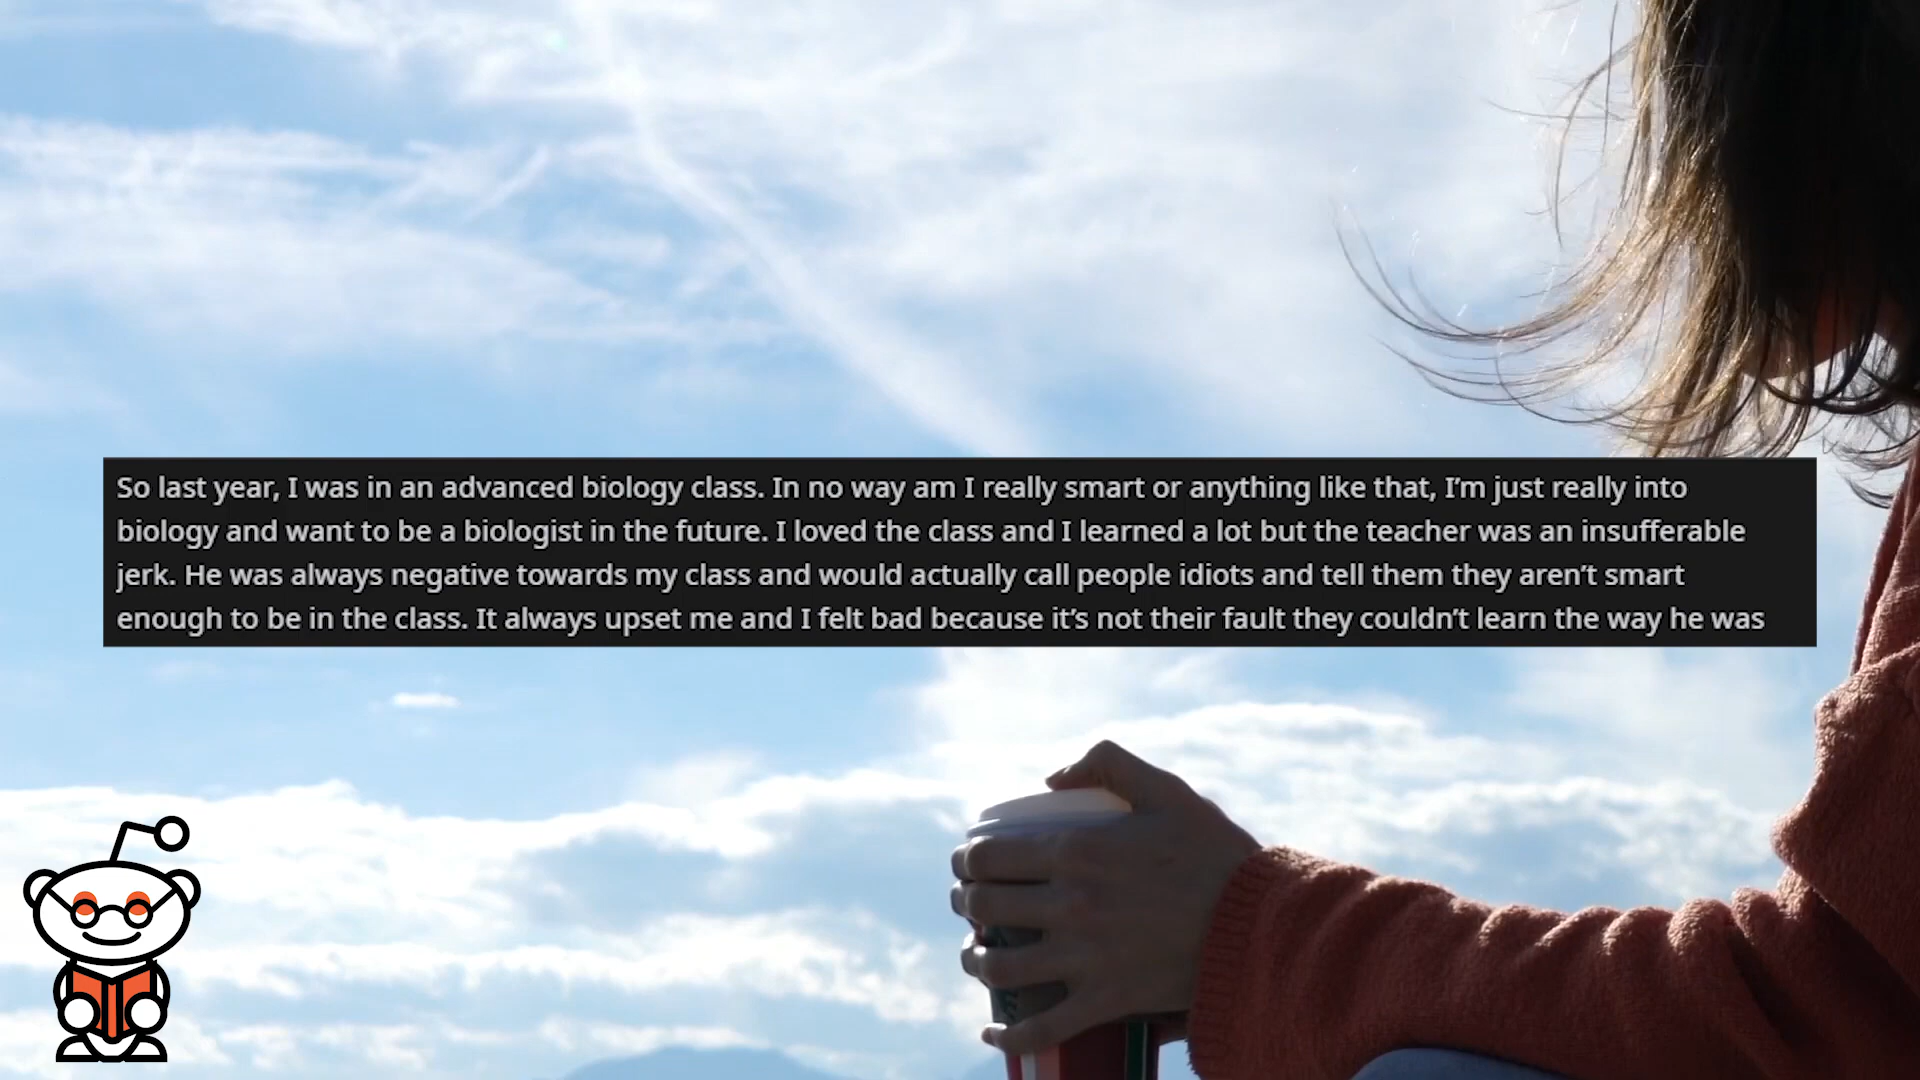 So last year, I was in an advanced biology class. In no way am I really smart or anything like that, I’m just really into
biology and want to be a biologist in the future. I loved the class and I learned a lot but the teacher was an insufferable
jerk. He was always negative towards my class and would actually call people idiots and tell them they aren’t smart
enough to be in the class. It always upset me and I felt bad because it’s not their fault they couldn’t learn the way he was